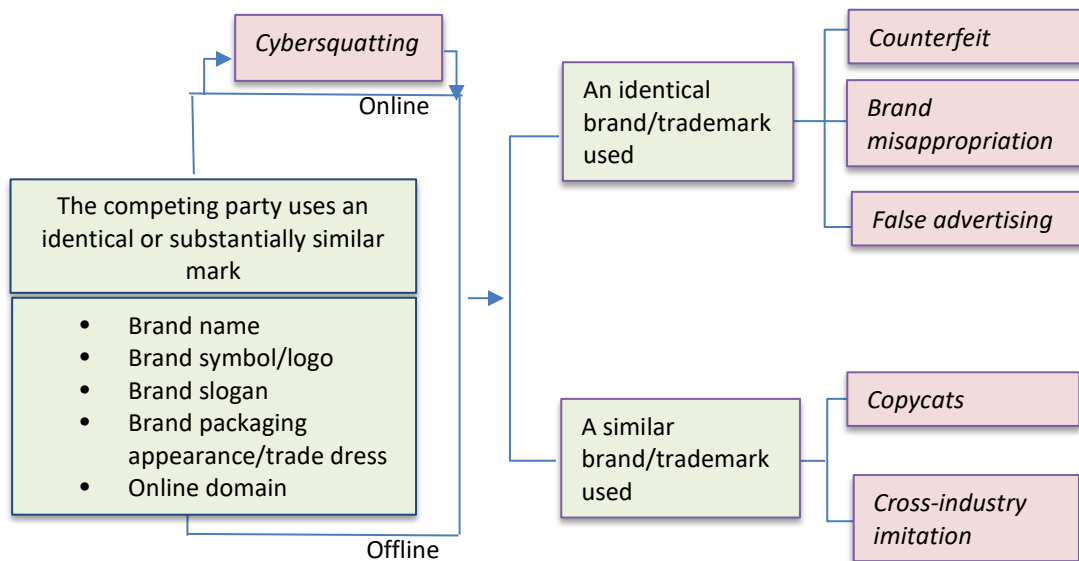 Cybersquatting
Online
The competing party uses an
identical or substantially similar
mark
• Brand name
• Brand symbol/logo
• Brand slogan
• Brand packaging
appearance/trade dress
• Online domain
Offline
An identical
brand/trademark
used
Counterfeit
Brand
misappropriation
False advertising
A similar
brand/trademark
used
Copycats
Cross-industry
imitation